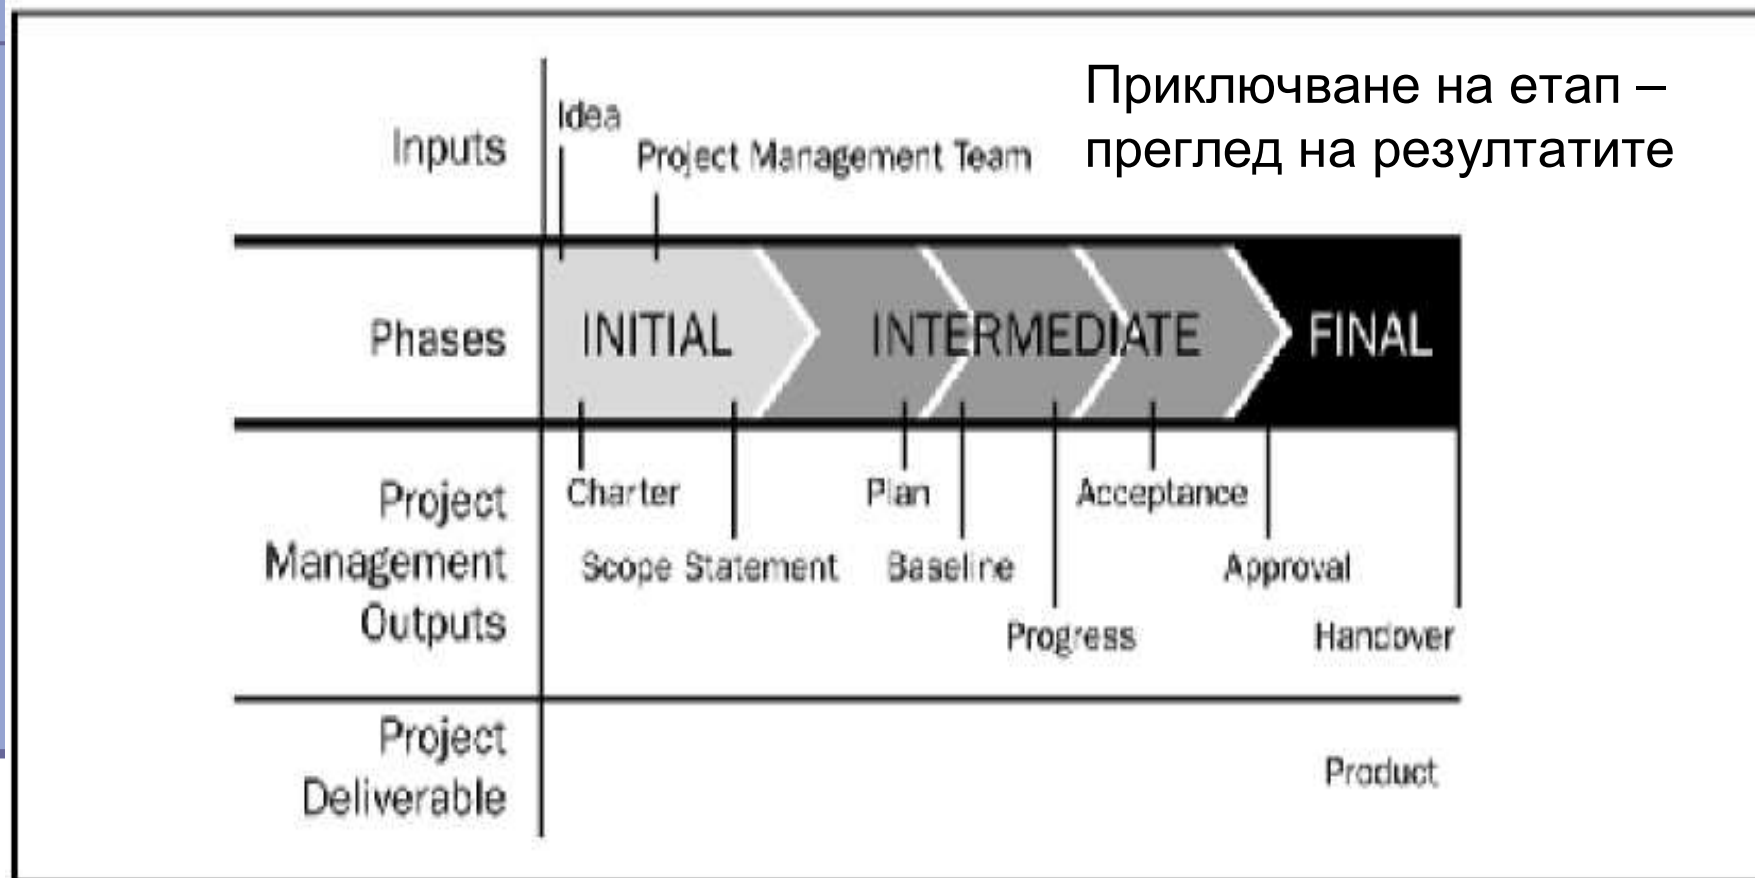 Приключване на етап –
преглед на резултатите
Inputs
Idea
Project Management Team
Phases
INITIAL
INTERMEDIATE
FINAL
Project
Management
Outputs
Charter
Scope Statement
Plan
Baseline
Progress
Acceptance
Approval
Handover
Project
Deliverable
Product